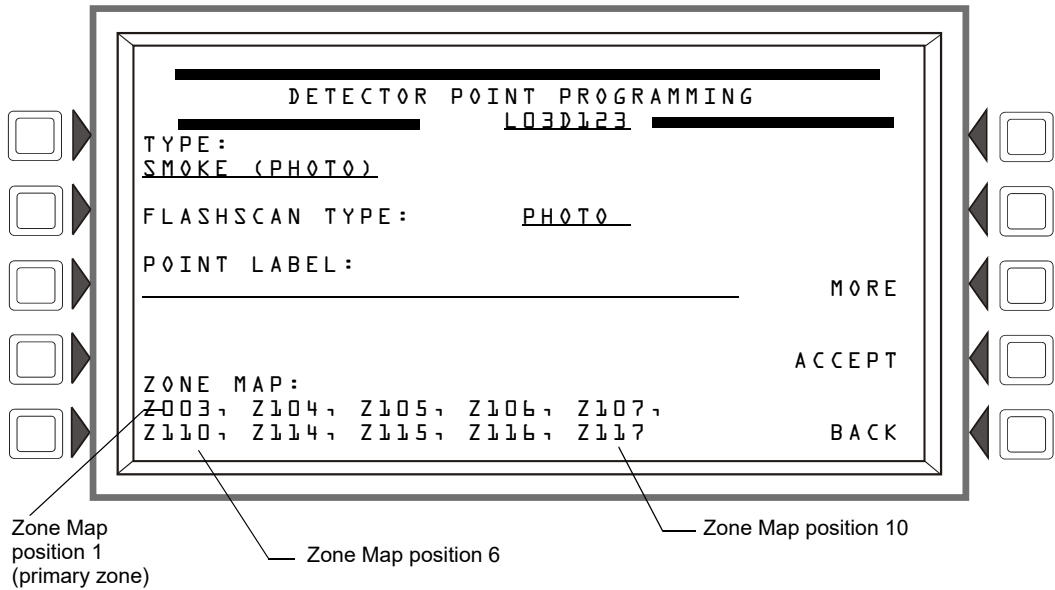 DETECTOR POINT PROGRAMMING
L03D123
TYPE:
SMOKE (PHOTO)
FLASHSCAN TYPE: PHOTO
POINT LABEL:
MORE
ACCEPT
ZONE MAP:
Z003, Z104, Z105, Z106, Z107,
Z110, Z114, Z115, Z116, Z117 BACK
Zone Map
position 1
(primary zone)
Zone Map position 6
Zone Map position 10